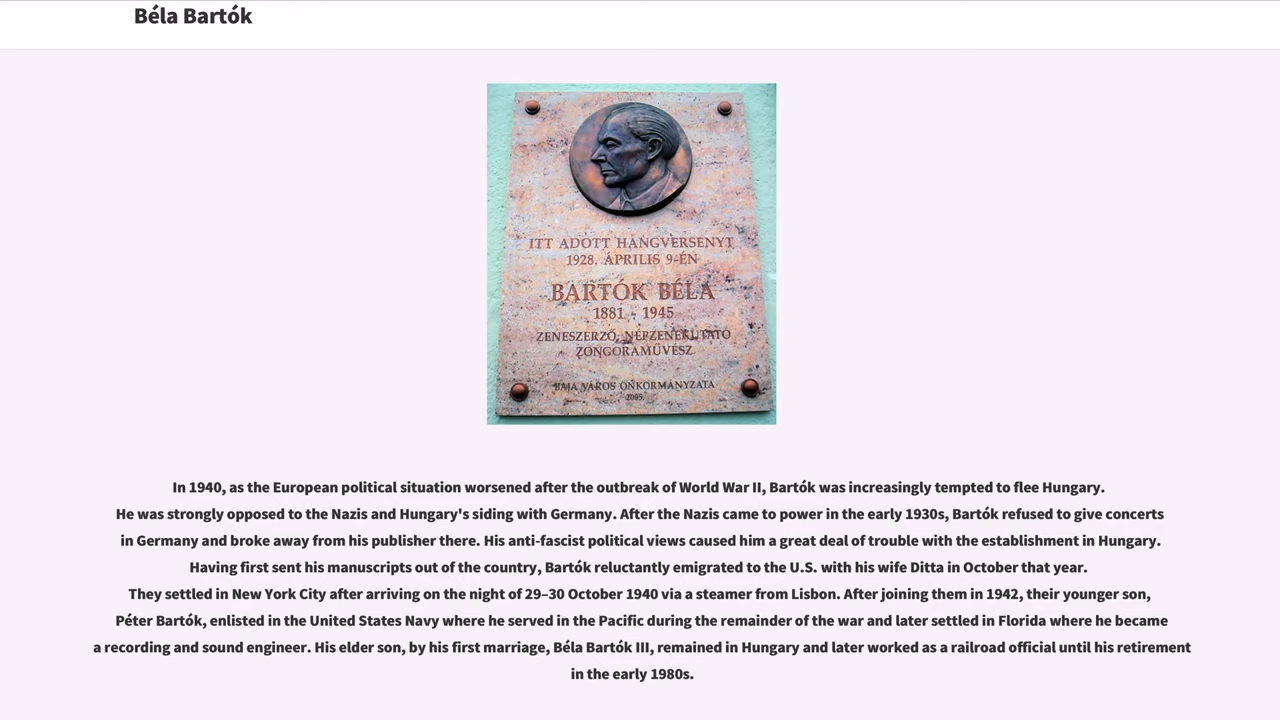 Béla Bartók
ITT ADOTT HANGVERSENYT
1928. ÁPRILIS 9-ÉN
BARTÓK BÉLA
1881 - 1945
ZENESZERZŐ, NÉPZENEKUTATÓ
ZONGORAMŰVÉSZ
BAJA VÁROS ÖNKORMÁNYZATA
2005.
In 1940, as the European political situation worsened after the outbreak of World War II, Bartók was increasingly tempted to flee Hungary.
He was strongly opposed to the Nazis and Hungary's siding with Germany. After the Nazis came to power in the early 1930s, Bartók refused to give concerts
in Germany and broke away from his publisher there. His anti-fascist political views caused him a great deal of trouble with the establishment in Hungary.
Having first sent his manuscripts out of the country, Bartók reluctantly emigrated to the U.S. with his wife Ditta in October that year.
They settled in New York City after arriving on the night of 29–30 October 1940 via a steamer from Lisbon. After joining them in 1942, their younger son,
Péter Bartók, enlisted in the United States Navy where he served in the Pacific during the remainder of the war and later settled in Florida where he became
a recording and sound engineer. His elder son, by his first marriage, Béla Bartók III, remained in Hungary and later worked as a railroad official until his retirement
in the early 1980s.